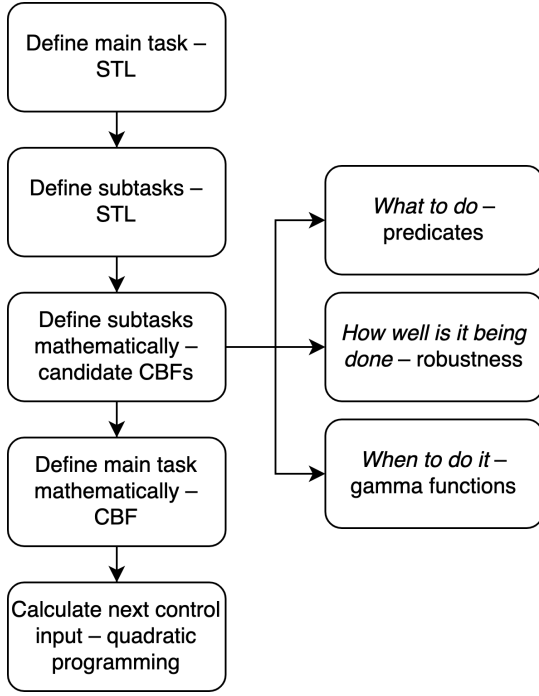 Define main task –
STL
Define subtasks –
STL
Define subtasks
mathematically –
candidate CBFs
Define main task
mathematically –
CBF
Calculate next control
input – quadratic
programming
What to do –
predicates
How well is it being
done – robustness
When to do it –
gamma functions